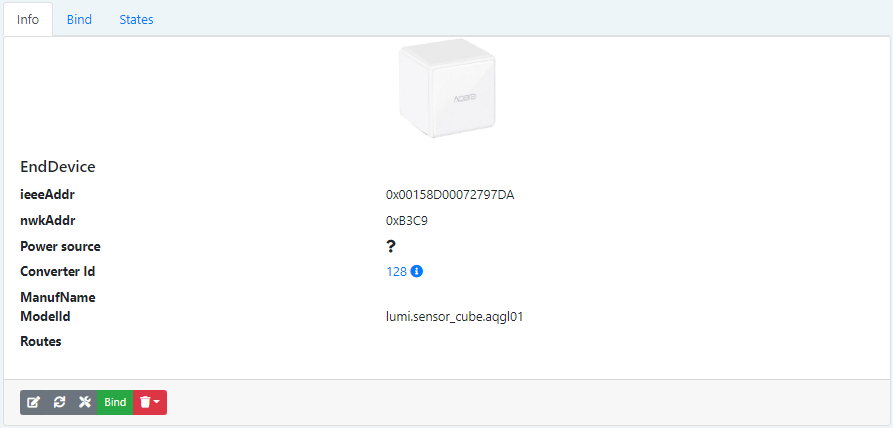 Info Bind States
AQARA
EndDevice
ieeeAddr 0x00158D00072797DA
nwkAddr 0xB3C9
Power source ?
Converter Id 128
ManufName
ModelId lumi.sensor_cube.aqgl01
Routes
Bind